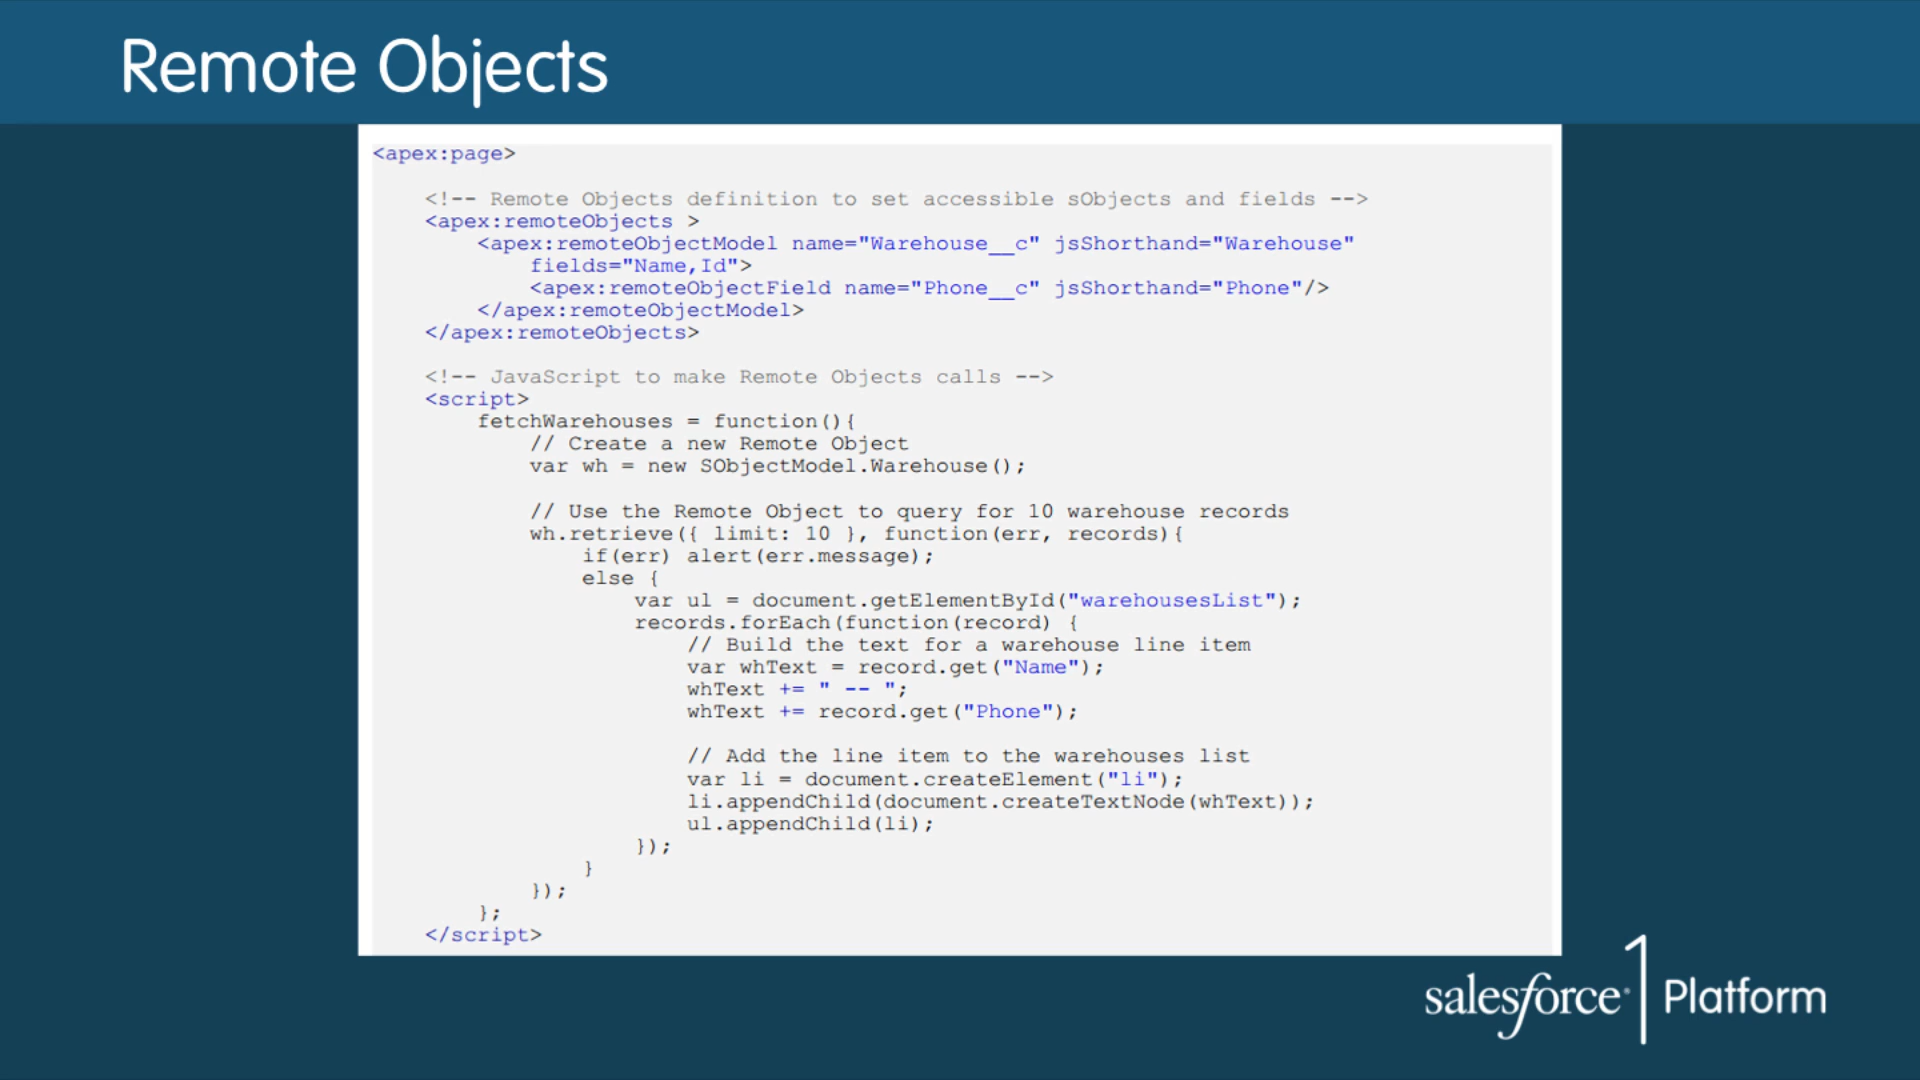 Remote Objects
<apex:page>
<!-- Remote Objects definition to set accessible sObjects and fields -->
<apex:remoteObjects >
<apex:remoteObjectModel name="Warehouse__c" jsShorthand="Warehouse"
fields="Name,Id">
<apex:remoteObjectField name="Phone__c" jsShorthand="Phone"/>
</apex:remoteObjectModel>
</apex:remoteObjects>
<!-- JavaScript to make Remote Objects calls -->
<script>
fetchWarehouses = function(){
// Create a new Remote Object
var wh = new SObjectModel.Warehouse();
// Use the Remote Object to query for 10 warehouse records
wh.retrieve({ limit: 10 }, function(err, records){
if(err) alert(err.message);
else {
var ul = document.getElementById("warehousesList");
records.forEach(function(record) {
// Build the text for a warehouse line item
var whText = record.get("Name");
whText += " -- ";
whText += record.get("Phone");
// Add the line item to the warehouses list
var li = document.createElement("li");
li.appendChild(document.createTextNode(whText));
ul.appendChild(li);
});
}
});
};
</script>
salesforce1 Platform